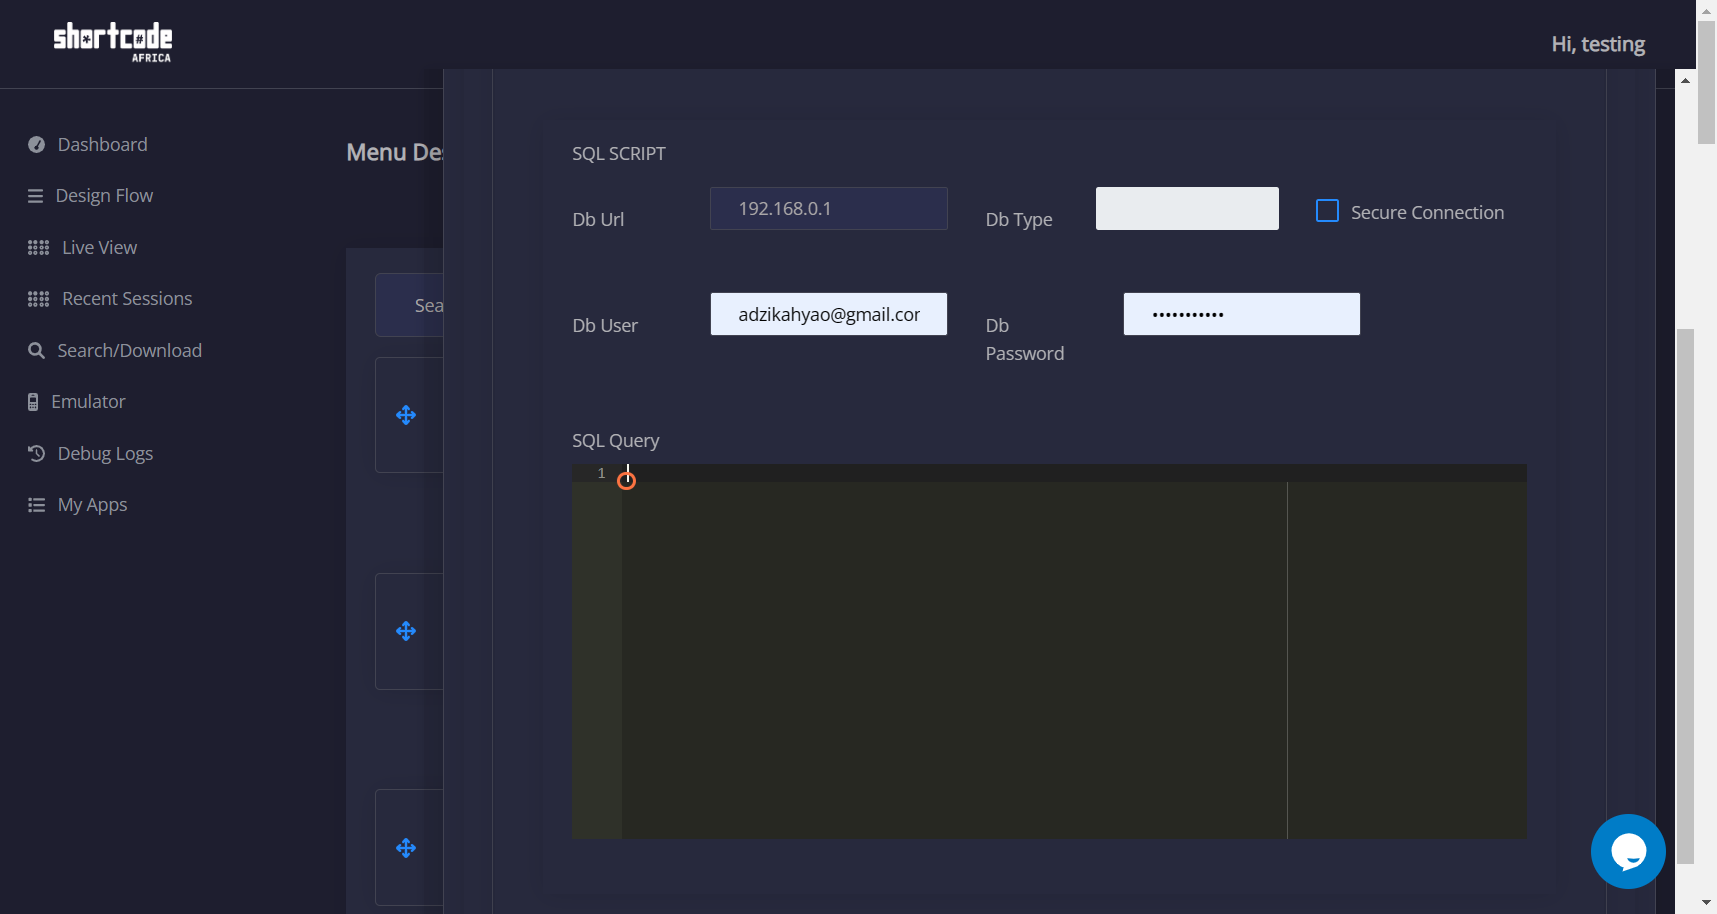 shortcode
AFRICA
Hi, testing
Dashboard
Design Flow
Live View
Recent Sessions
Search/Download
Emulator
Debug Logs
My Apps
Menu Des
Sea
SQL SCRIPT
Db Url
192.168.0.1
Db Type
Secure Connection
Db User
adzikahyao@gmail.cor
Db
Password
•••••••••••
SQL Query
1